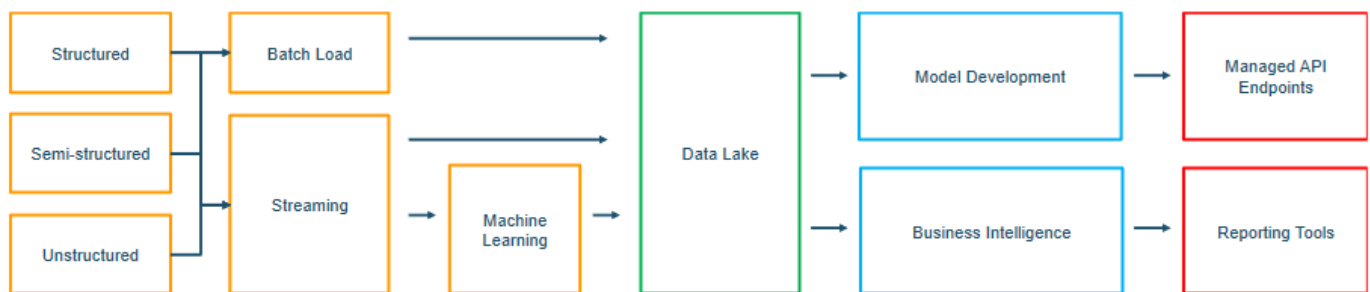 Structured
Batch Load
Model Development
Managed API
Endpoints
Semi-structured
Data Lake
Streaming
Machine
Learning
Unstructured
Business Intelligence
Reporting Tools